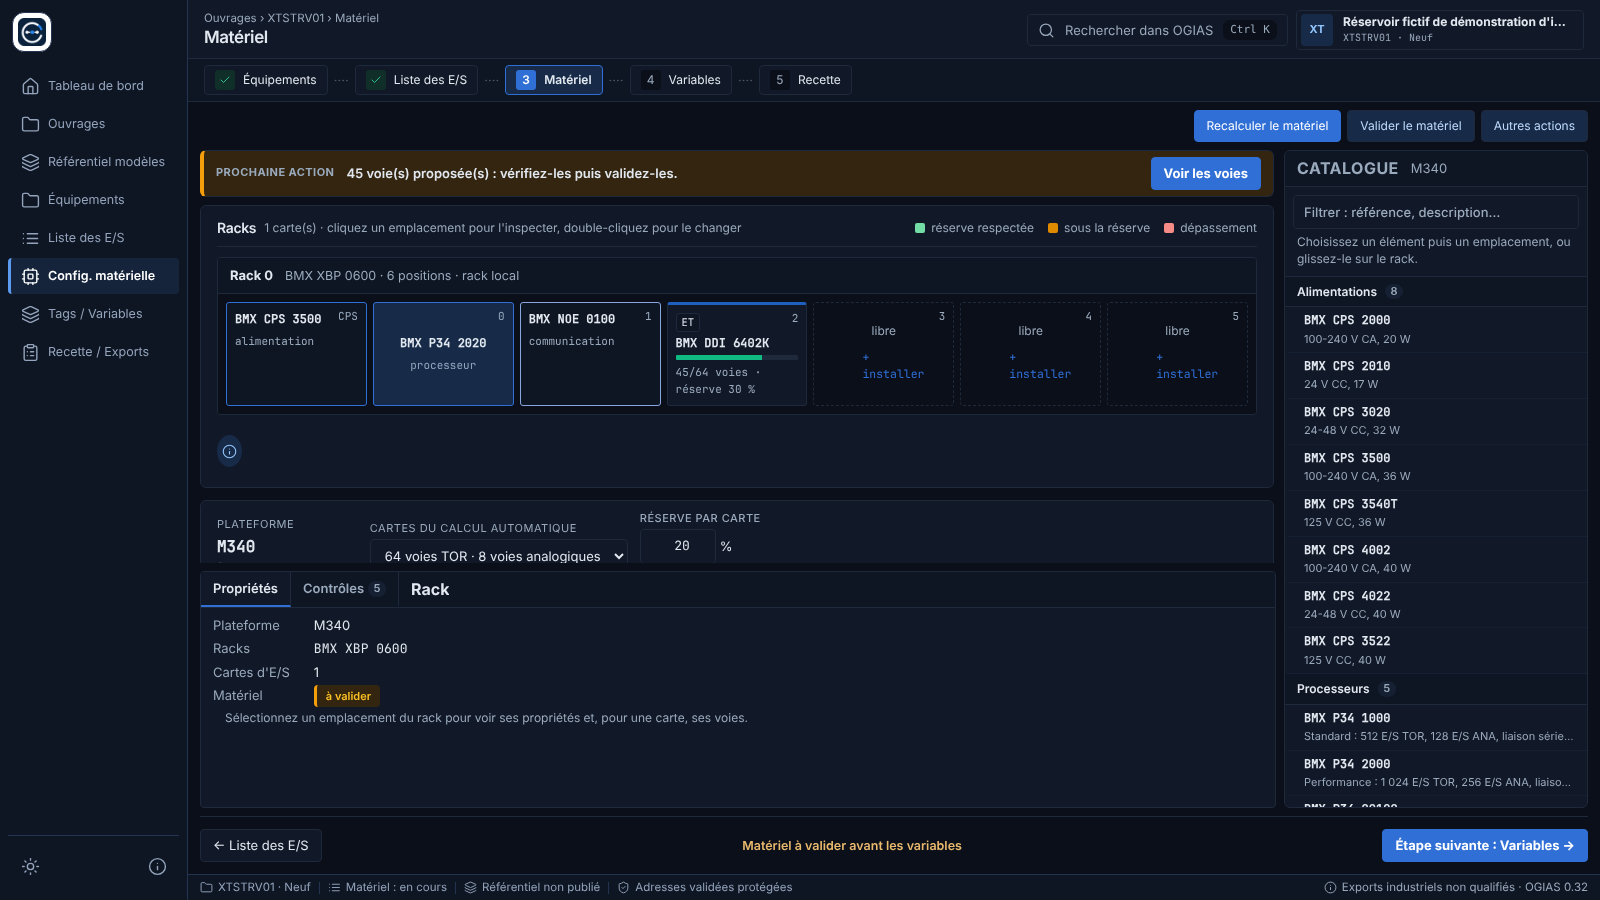 Ouvrages › XTSTRV01 › Matériel
Matériel
Rechercher dans OGIAS
Ctrl K
XT
Réservoir fictif de démonstration d'i...
XTSTRV01 · Neuf
Tableau de bord
Ouvrages
Référentiel modèles
Équipements
Liste des E/S
Config. matérielle
Tags / Variables
Recette / Exports
Équipements
Liste des E/S
3 Matériel
4 Variables
5 Recette
Recalculer le matériel
Valider le matériel
Autres actions
PROCHAINE ACTION
45 voie(s) proposée(s) : vérifiez-les puis validez-les.
Voir les voies
Racks
1 carte(s) · cliquez un emplacement pour l'inspecter, double-cliquez pour le changer
réserve respectée
sous la réserve
dépassement
Rack 0
BMX XBP 0600 · 6 positions · rack local
BMX CPS 3500
CPS
alimentation
0
BMX P34 2020
processeur
BMX NOE 0100
1
communication
ET
2
BMX DDI 6402K
45/64 voies ·
réserve 30 %
3
libre
+
installer
4
libre
+
installer
5
libre
+
installer
PLATEFORME
M340
CARTES DU CALCUL AUTOMATIQUE
64 voies TOR · 8 voies analogiques
RÉSERVE PAR CARTE
20
%
Propriétés
Contrôles 5
Rack
Plateforme
M340
Racks
BMX XBP 0600
Cartes d'E/S
1
Matériel
à valider
Sélectionnez un emplacement du rack pour voir ses propriétés et, pour une carte, ses voies.
CATALOGUE
M340
Filtrer : référence, description...
Choisissez un élément puis un emplacement, ou
glissez-le sur le rack.
Alimentations 8
BMX CPS 2000
100-240 V CA, 20 W
BMX CPS 2010
24 V CC, 17 W
BMX CPS 3020
24-48 V CC, 32 W
BMX CPS 3500
100-240 V CA, 36 W
BMX CPS 3540T
125 V CC, 36 W
BMX CPS 4002
100-240 V CA, 40 W
BMX CPS 4022
24-48 V CC, 40 W
BMX CPS 3522
125 V CC, 40 W
Processeurs 5
BMX P34 1000
Standard : 512 E/S TOR, 128 E/S ANA, liaison série...
BMX P34 2000
Performance : 1 024 E/S TOR, 256 E/S ANA, liaiso...
← Liste des E/S
Matériel à valider avant les variables
Étape suivante : Variables →
XTSTRV01 · Neuf
Matériel : en cours
Référentiel non publié
Adresses validées protégées
Exports industriels non qualifiés · OGIAS 0.32